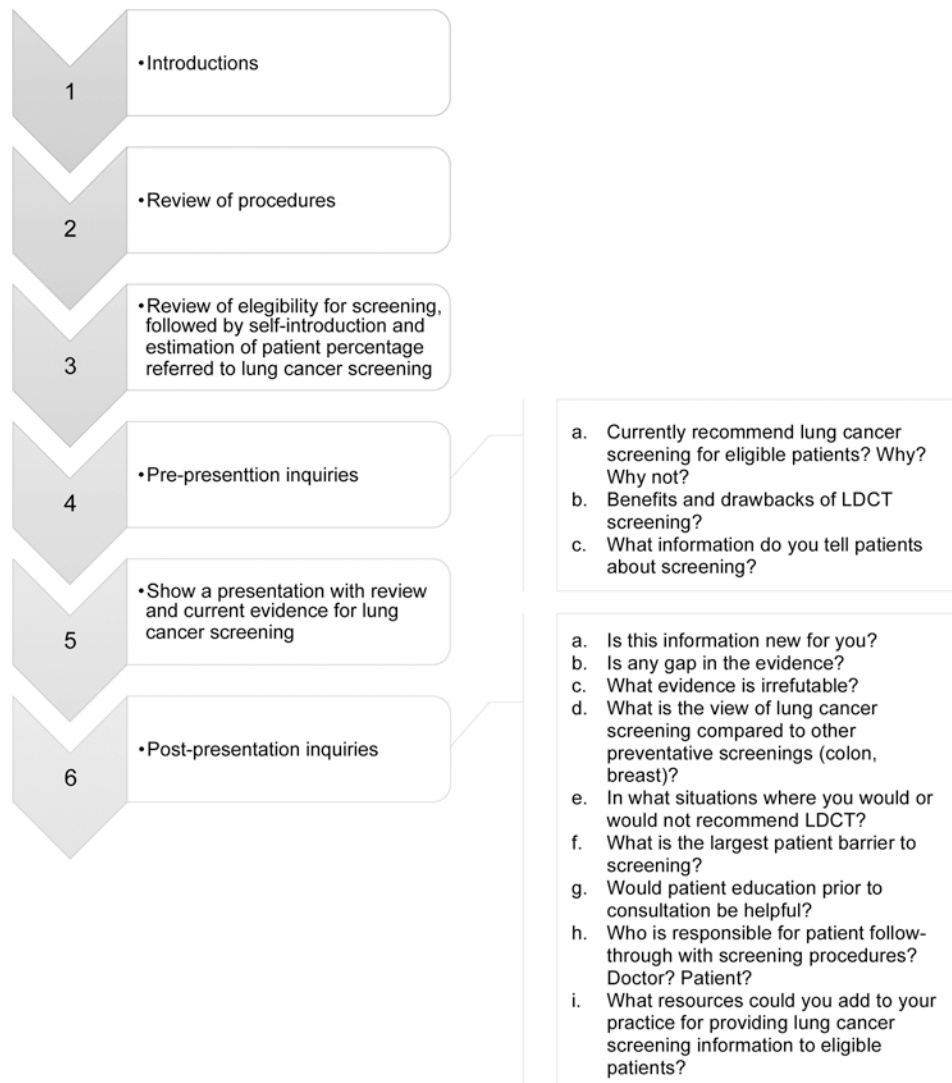 1
•Introductions
2
•Review of procedures
3
•Review of elegibility for screening,
followed by self-introduction and
estimation of patient percentage
referred to lung cancer screening
4
•Pre-presenttion inquiries
a. Currently recommend lung cancer
screening for eligible patients? Why?
Why not?
b. Benefits and drawbacks of LDCT
screening?
c. What information do you tell patients
about screening?
5
•Show a presentation with review
and current evidence for lung
cancer screening
6
•Post-presentation inquiries
a. Is this information new for you?
b. Is any gap in the evidence?
c. What evidence is irrefutable?
d. What is the view of lung cancer
screening compared to other
preventative screenings (colon,
breast)?
e. In what situations where you would or
would not recommend LDCT?
f. What is the largest patient barrier to
screening?
g. Would patient education prior to
consultation be helpful?
h. Who is responsible for patient follow-
through with screening procedures?
Doctor? Patient?
i. What resources could you add to your
practice for providing lung cancer
screening information to eligible
patients?